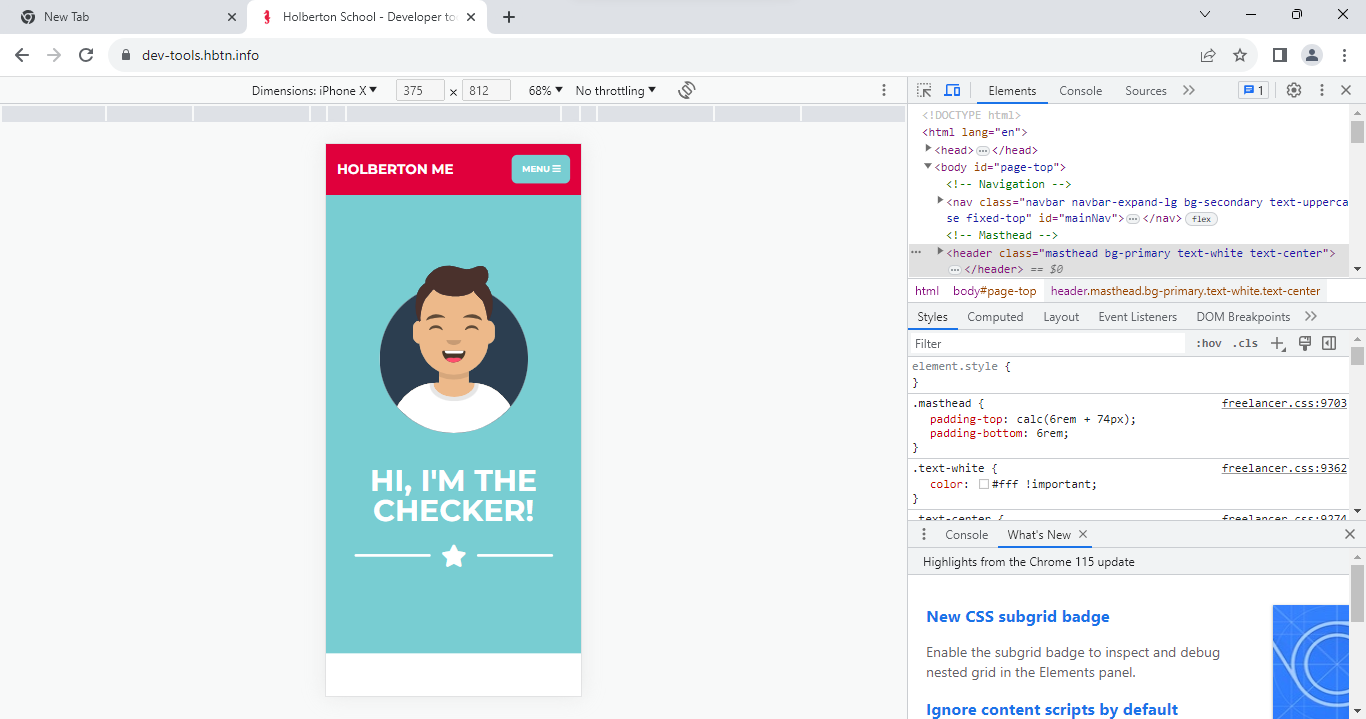 New Tab
Holberton School - Developer to
dev-tools.hbtn.info
Dimensions: iPhone X 375 x 812 68% No throttling
Elements Console Sources 1
HOLBERTON ME
MENU
HI, I'M THE
CHECKER!
<!DOCTYPE html>
<html lang="en">
<head>…</head>
<body id="page-top">
<!-- Navigation -->
<nav class="navbar navbar-expand-lg bg-secondary text-upperca
se fixed-top" id="mainNav">…</nav> flex
<!-- Masthead -->
<header class="masthead bg-primary text-white text-center">
…</header> == $0
html body#page-top header.masthead.bg-primary.text-white.text-center
Styles Computed Layout Event Listeners DOM Breakpoints
Filter :hov .cls
element.style {
}
.masthead { freelancer.css:9703
padding-top: calc(6rem + 74px);
padding-bottom: 6rem;
}
.text-white { freelancer.css:9362
color: #fff !important;
}
.text-center { freelancer.css:9274
Console What's New
Highlights from the Chrome 115 update
New CSS subgrid badge
Enable the subgrid badge to inspect and debug
nested grid in the Elements panel.
Ignore content scripts by default